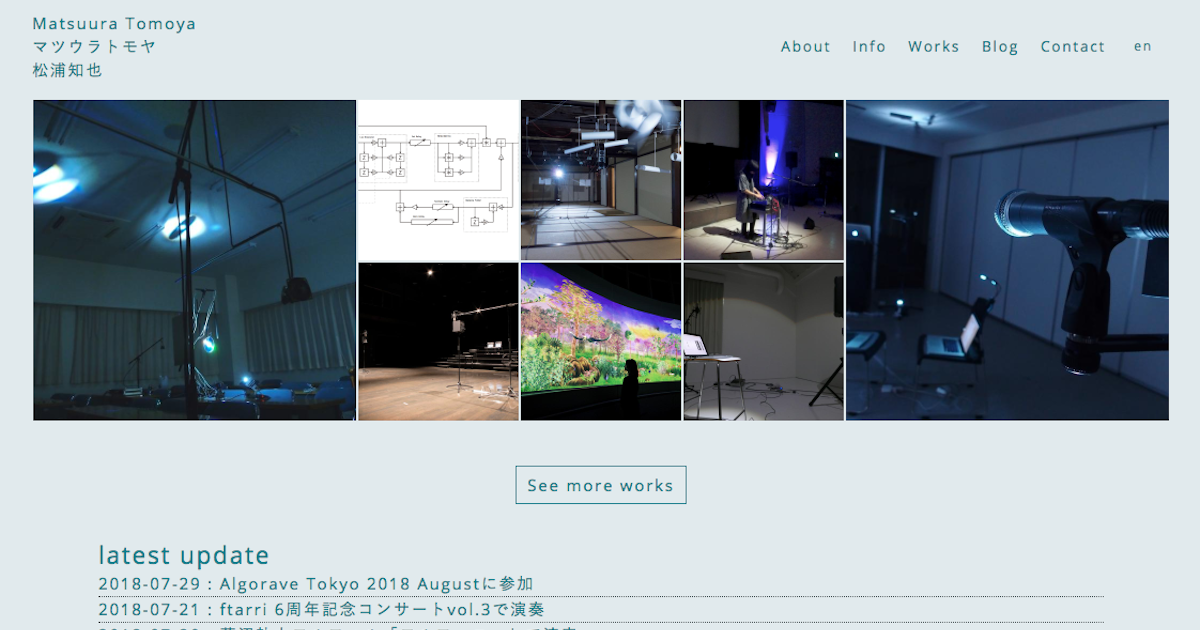 Matsuura Tomoya
マツウラトモヤ
松浦知也
About Info Works Blog Contact en
See more works
latest update
2018-07-29 : Algorave Tokyo 2018 Augustに参加
2018-07-21 : ftarri 6周年記念コンサートvol.3で演奏